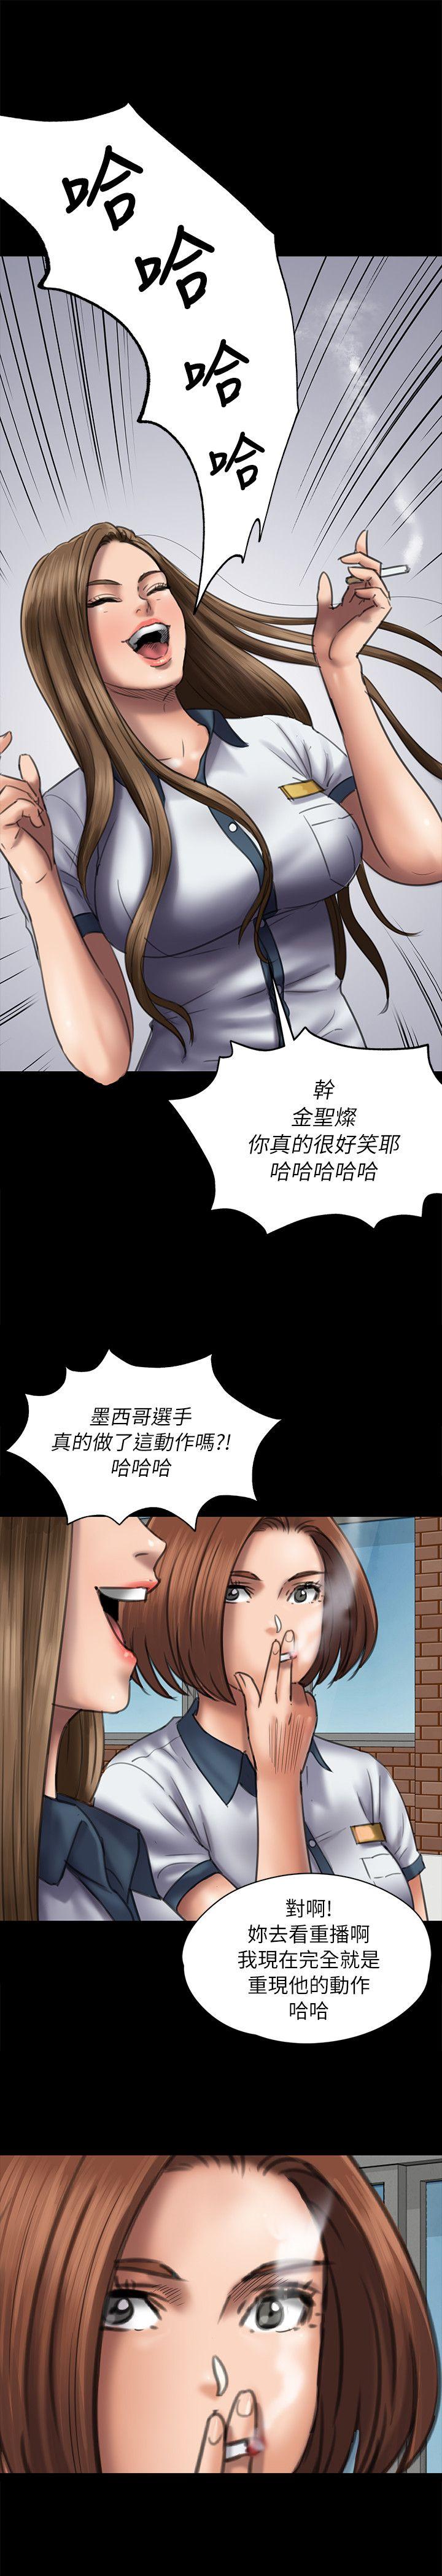 哈
哈
哈
哈
幹
金聖燦
你真的很好笑耶
哈哈哈哈哈
墨西哥選手
真的做了這動作嗎?!
哈哈哈
對啊!
妳去看重播啊
我現在完全就是
重現他的動作
哈哈